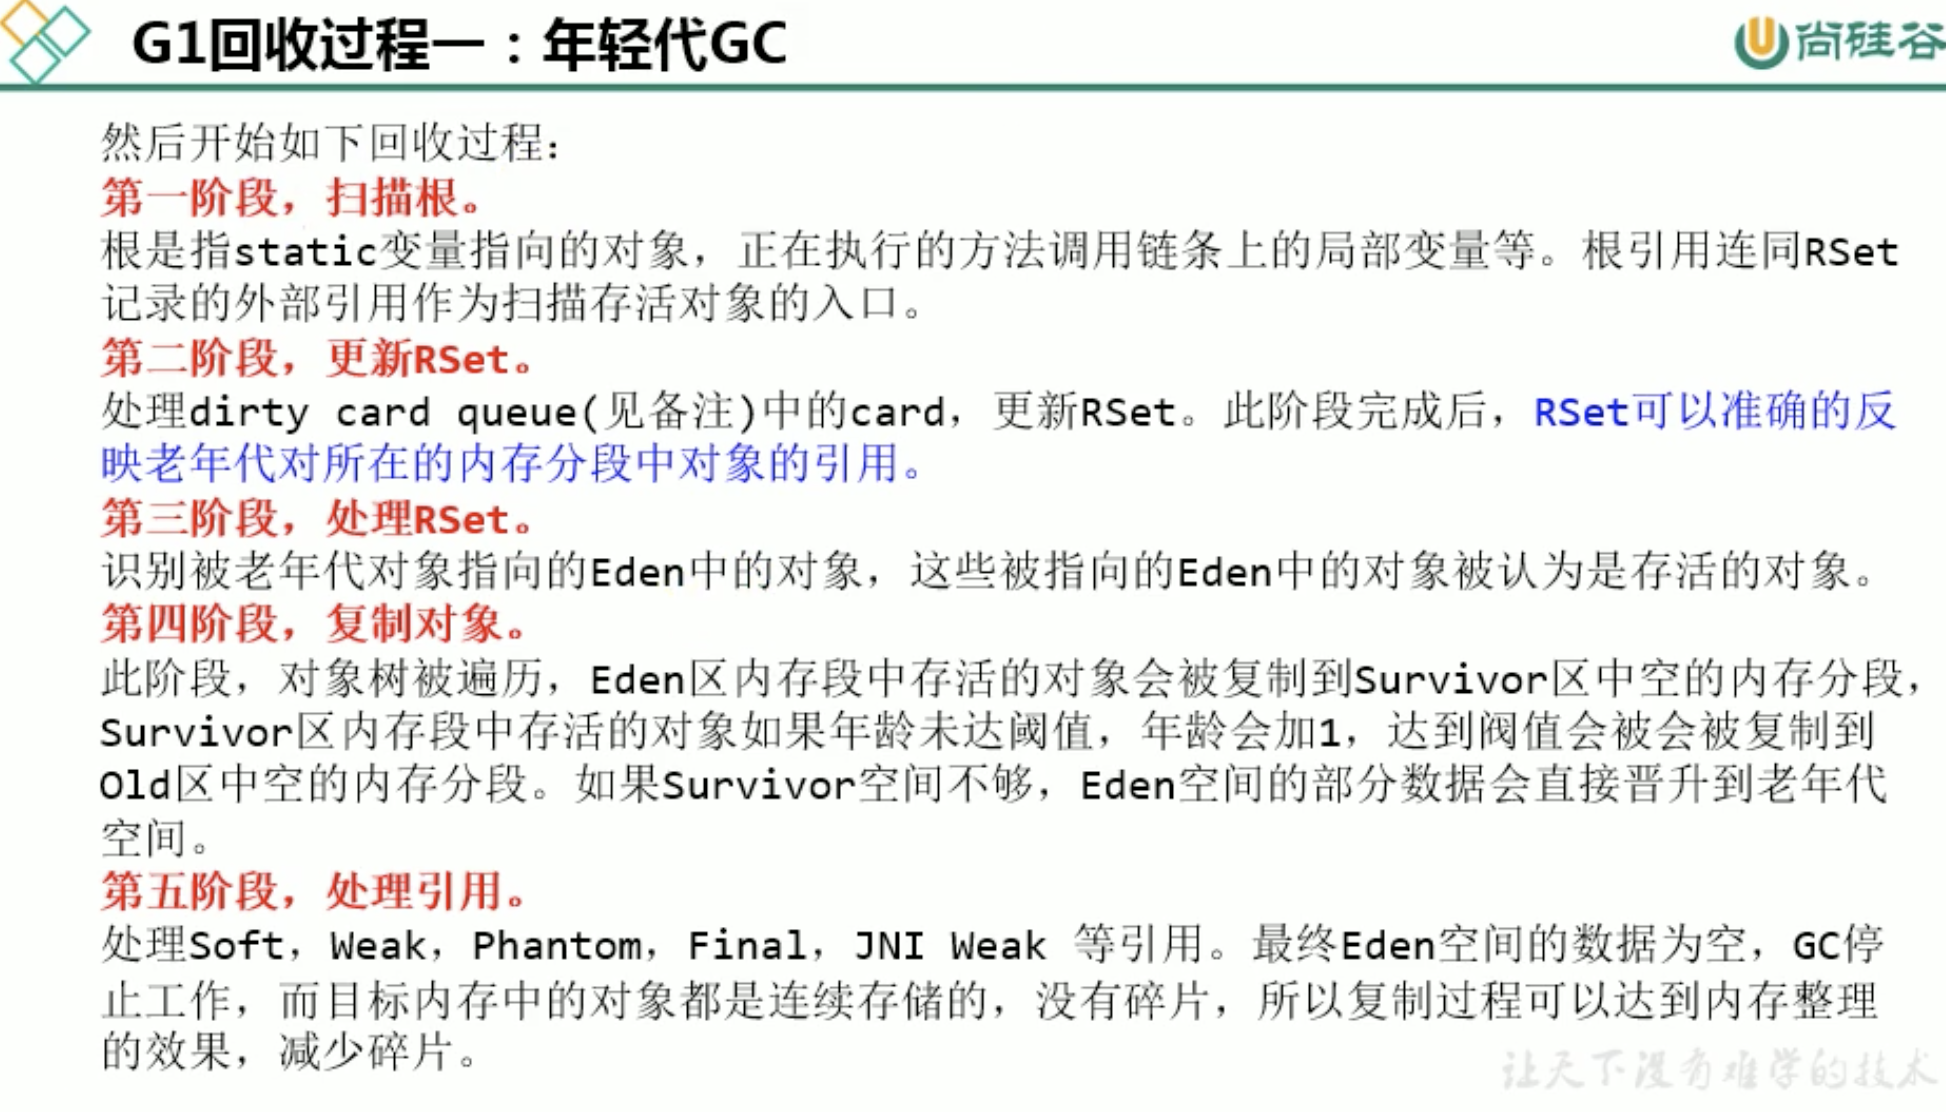 G1回收过程一：年轻代GC
尚硅谷
然后开始如下回收过程：
第一阶段，扫描根。
根是指static变量指向的对象，正在执行的方法调用链条上的局部变量等。根引用连同RSet
记录的外部引用作为扫描存活对象的入口。
第二阶段，更新RSet。
处理dirty card queue(见备注)中的card，更新RSet。此阶段完成后，RSet可以准确的反
映老年代对所在的内存分段中对象的引用。
第三阶段，处理RSet。
识别被老年代对象指向的Eden中的对象，这些被指向的Eden中的对象被认为是存活的对象。
第四阶段，复制对象。
此阶段，对象树被遍历，Eden区内存段中存活的对象会被复制到Survivor区中空的内存分段，
Survivor区内存段中存活的对象如果年龄未达阈值，年龄会加1，达到阀值会被会被复制到
Old区中空的内存分段。如果Survivor空间不够，Eden空间的部分数据会直接晋升到老年代
空间。
第五阶段，处理引用。
处理Soft，Weak，Phantom，Final，JNI Weak 等引用。最终Eden空间的数据为空，GC停
止工作，而目标内存中的对象都是连续存储的，没有碎片，所以复制过程可以达到内存整理
的效果，减少碎片。
让天下没有难学的技术